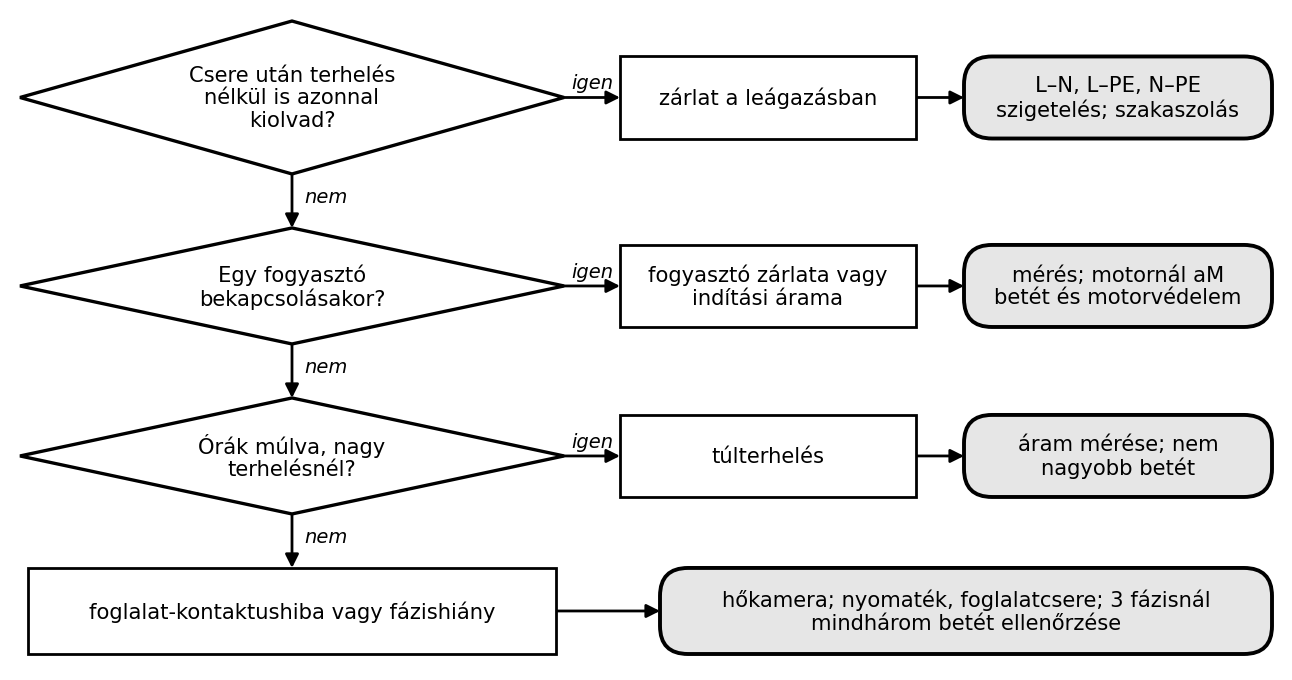 Csere után terhelés
nélkül is azonnal
kiolvad?
igen
zárlat a leágazásban
L–N, L–PE, N–PE
szigetelés; szakaszolás
nem
Egy fogyasztó
bekapcsolásakor?
igen
fogyasztó zárlata vagy
indítási árama
mérés; motornál aM
betét és motorvédelem
nem
Órák múlva, nagy
terhelésnél?
igen
túlterhelés
áram mérése; nem
nagyobb betét
nem
foglalat-kontaktushiba vagy fázishiány
hőkamera; nyomaték, foglalatcsere; 3 fázisnál
mindhárom betét ellenőrzése